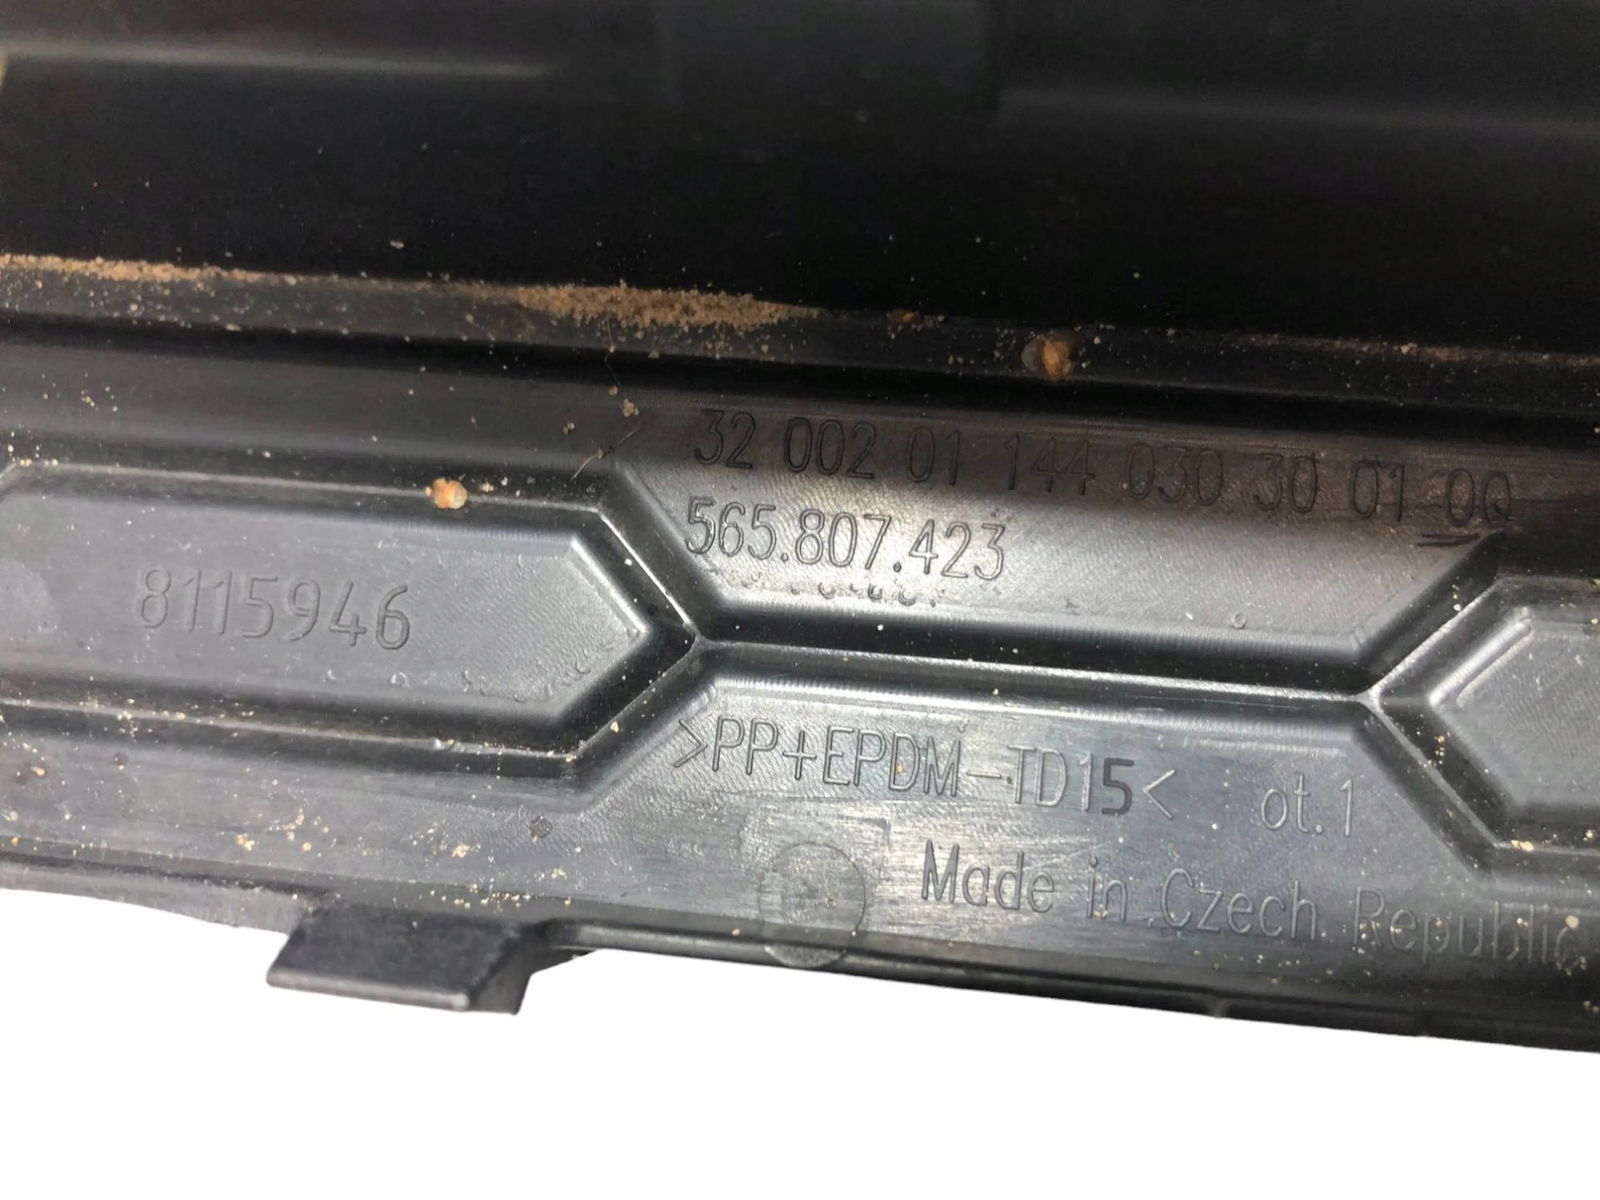 32 002 01 144 030 30 01 00
565.807.423
8115946
>PP+EPDM-TD15< ot.1
Made in Czech Republic